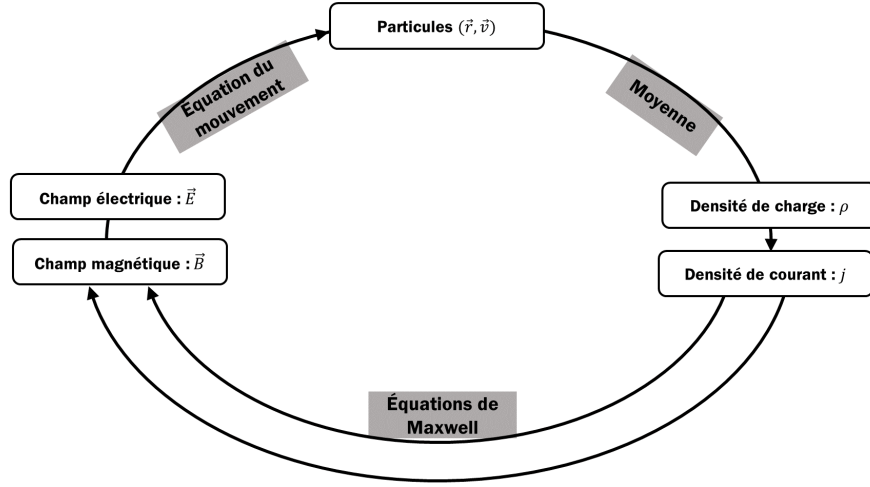 Particules (r⃗, v⃗)
Equation du
mouvement
Moyenne
Champ électrique : E⃗
Densité de charge : ρ
Champ magnétique : B⃗
Densité de courant : j
Équations de
Maxwell